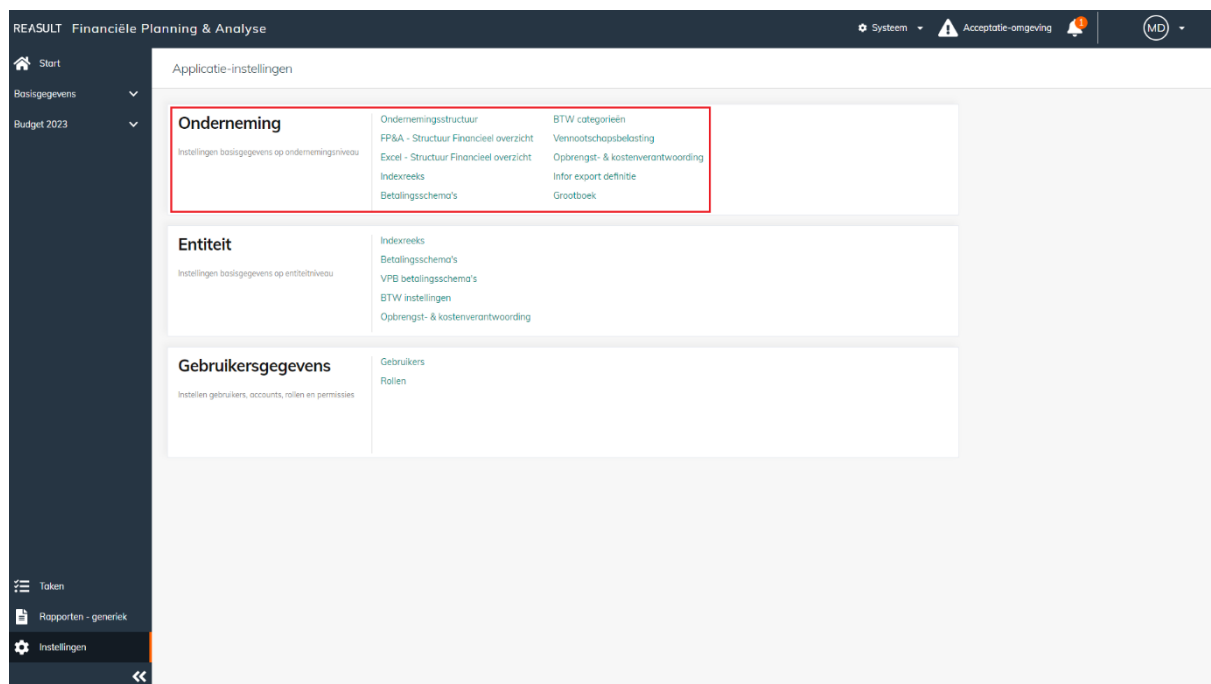 REASULT Financiële Planning & Analyse
Systeem
Acceptatie-omgeving
1
MD
Start
Basisgegevens
Budget 2023
Applicatie-instellingen
Onderneming
Instellingen basisgegevens op ondernemingsniveau
Ondernemingsstructuur
FP&A - Structuur Financieel overzicht
Excel - Structuur Financieel overzicht
Indexreeks
Betalingsschema's
BTW categorieën
Vennootschapsbelasting
Opbrengst- & kostenverantwoording
Infor export definitie
Grootboek
Entiteit
Instellingen basisgegevens op entiteitniveau
Indexreeks
Betalingsschema's
VPB betalingsschema's
BTW instellingen
Opbrengst- & kostenverantwoording
Gebruikersgegevens
Instellen gebruikers, accounts, rollen en permissies
Gebruikers
Rollen
Taken
Rapporten - generiek
Instellingen